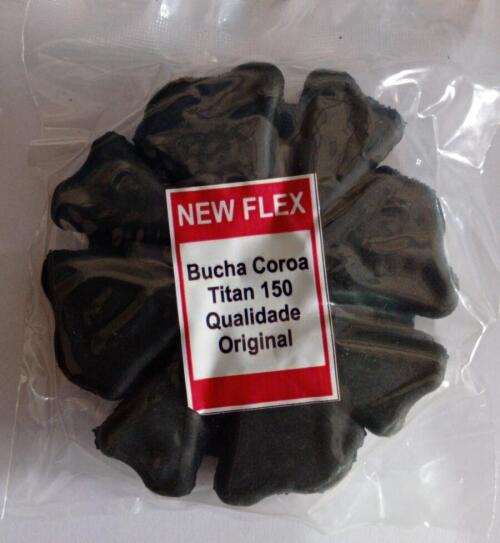 NEW FLEX
Bucha Coroa
Titan 150
Qualidade
Original